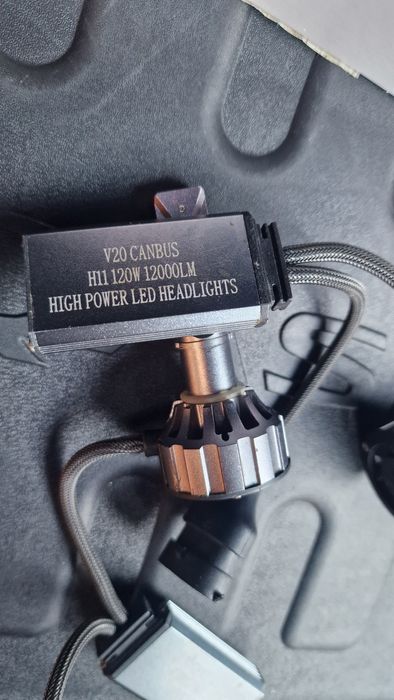 V20 CANBUS
H11 120W 12000LM
HIGH POWER LED HEADLIGHTS